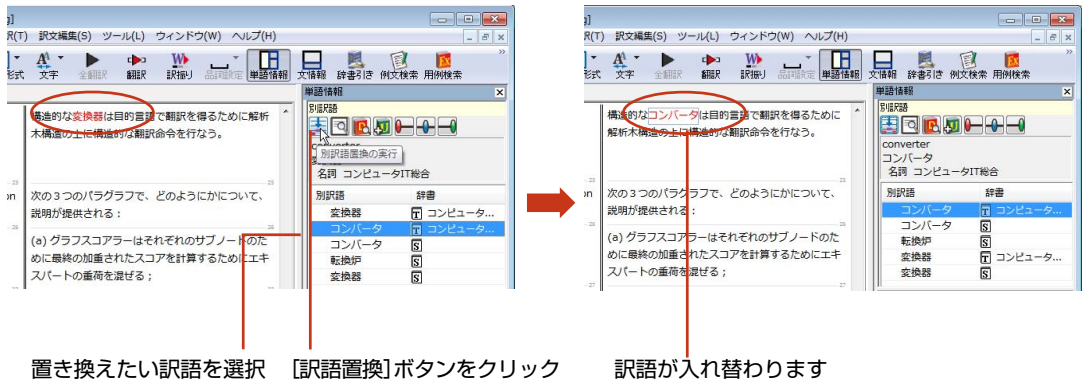 g]
R(T) 訳文編集(S) ツール(L) ウィンドウ(W) ヘルプ(H)
形式 文字 全翻訳 翻訳 訳振り 品詞設定 単語情報 文情報 辞書引き 例文検索 用例検索
単語情報
別訳語
構造的な変換器は目的言語で翻訳を得るために解析
木構造の上に構造的な翻訳命令を行なう。
別訳語置換の実行
converter
名詞 コンピュータIT総合
23
on
次の3つのパラグラフで、どのようにかについて、
説明が提供される:
26
(a) グラフスコアラーはそれぞれのサブノードのた
めに最終の加重されたスコアを計算するためにエキ
スパートの重荷を混ぜる;
27
別訳語 辞書
変換器 T コンピュータ...
コンバータ T コンピュータ...
コンバータ S
転換炉 S
変換器 S
g]
R(T) 訳文編集(S) ツール(L) ウィンドウ(W) ヘルプ(H)
形式 文字 全翻訳 翻訳 訳振り 品詞設定 単語情報 文情報 辞書引き 例文検索 用例検索
単語情報
別訳語
構造的なコンバータは目的言語で翻訳を得るために
解析木構造の上に構造的な翻訳命令を行なう。
converter
コンバータ
名詞 コンピュータIT総合
23
on
次の3つのパラグラフで、どのようにかについて、
説明が提供される:
26
(a) グラフスコアラーはそれぞれのサブノードのた
めに最終の加重されたスコアを計算するためにエキ
スパートの重荷を混ぜる;
27
別訳語 辞書
コンバータ T コンピュータ...
コンバータ S
転換炉 S
変換器 T コンピュータ...
変換器 S
置き換えたい訳語を選択 [訳語置換]ボタンをクリック 訳語が入れ替わります